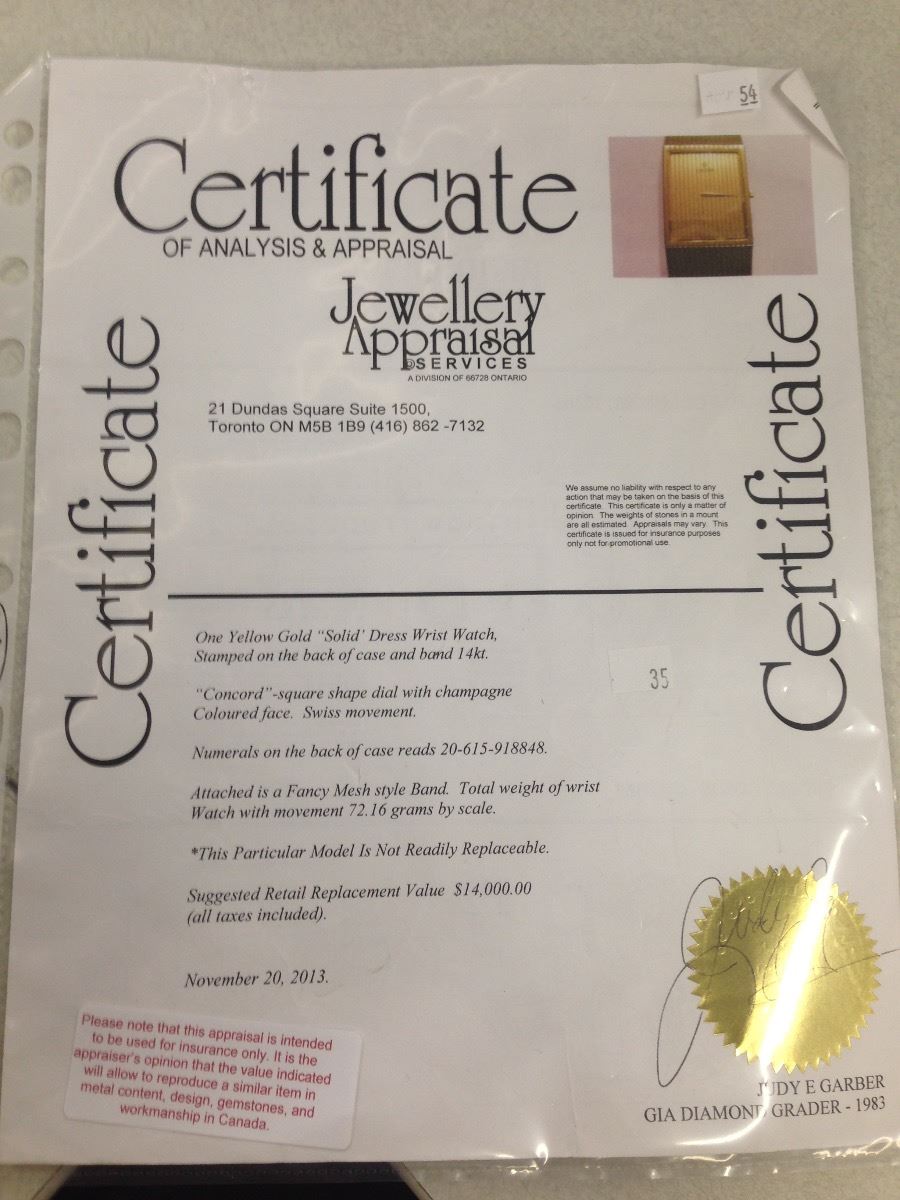 54
Certificate
OF ANALYSIS & APPRAISAL
Jewellery
Appraisal
SERVICES
A DIVISION OF 66728 ONTARIO
Certificate
Certificate
21 Dundas Square Suite 1500,
Toronto ON M5B 1B9 (416) 862 -7132
We assume no liability with respect to any
action that may be taken on the basis of this
certificate. This certificate is only a matter of
opinion. The weights of stones in a mount
are all estimated. Appraisals may vary. This
certificate is issued for insurance purposes
only not for promotional use.
One Yellow Gold "Solid' Dress Wrist Watch,
Stamped on the back of case and band 14kt.
35
"Concord"-square shape dial with champagne
Coloured face. Swiss movement.
Numerals on the back of case reads 20-615-918848.
Attached is a Fancy Mesh style Band. Total weight of wrist
Watch with movement 72.16 grams by scale.
*This Particular Model Is Not Readily Replaceable.
Suggested Retail Replacement Value $14,000.00
(all taxes included).
November 20, 2013.
Please note that this appraisal is intended
to be used for insurance only. It is the
appraiser's opinion that the value indicated
will allow to reproduce a similar item in
metal content, design, gemstones, and
workmanship in Canada.
JUDY E GARBER
GIA DIAMOND GRADER - 1983